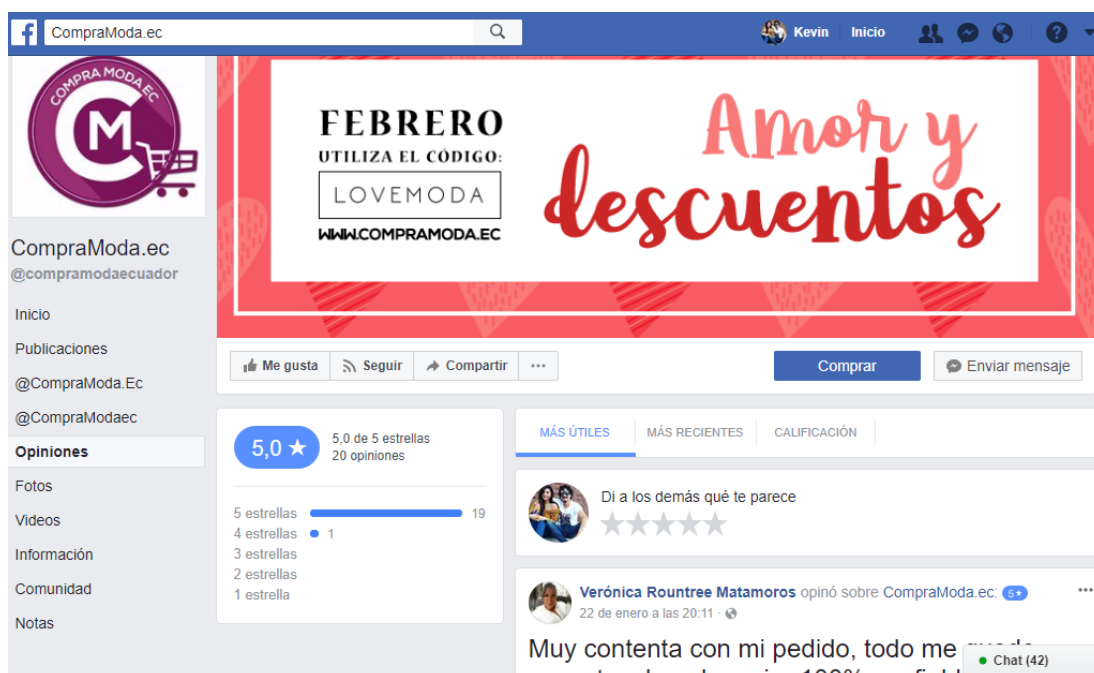 CompraModa.ec
Kevin Inicio
COMPRA MODA EC
CM
FEBRERO
UTILIZA EL CÓDIGO:
LOVEMODA
WWW.COMPRAMODA.EC
Amor y
descuentos
CompraModa.ec
@compramodaecuador
Inicio
Publicaciones
@CompraModa.Ec
@CompraModaec
Opiniones
Fotos
Videos
Información
Comunidad
Notas
Me gusta Seguir Compartir ...
Comprar Enviar mensaje
5,0 ★
5,0 de 5 estrellas
20 opiniones
5 estrellas 19
4 estrellas 1
3 estrellas
2 estrellas
1 estrella
MÁS ÚTILES MÁS RECIENTES CALIFICACIÓN
Di a los demás qué te parece
Verónica Rountree Matamoros opinó sobre CompraModa.ec: 5★
22 de enero a las 20:11 ·
Muy contenta con mi pedido, todo me
Chat (42)